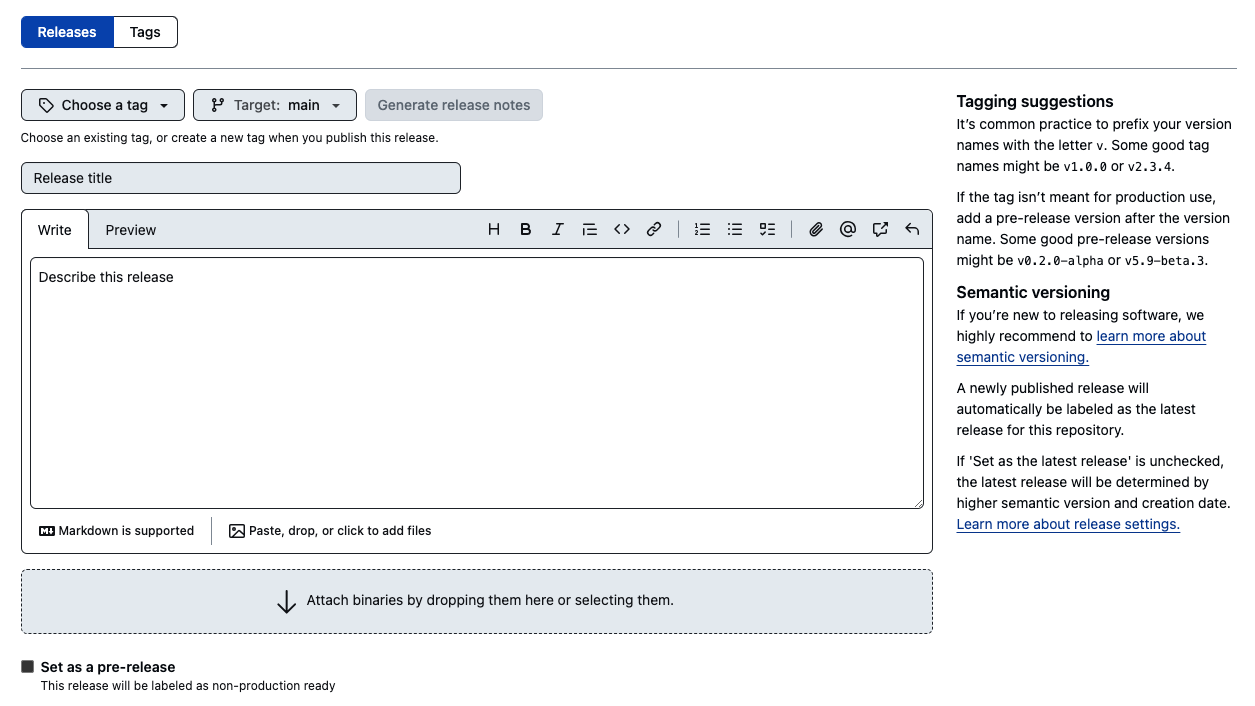 Releases Tags
Choose a tag Target: main Generate release notes
Choose an existing tag, or create a new tag when you publish this release.
Release title
Write Preview
Describe this release
Markdown is supported Paste, drop, or click to add files
Attach binaries by dropping them here or selecting them.
Set as a pre-release
This release will be labeled as non-production ready
Tagging suggestions
It’s common practice to prefix your version
names with the letter v. Some good tag
names might be v1.0.0 or v2.3.4.
If the tag isn’t meant for production use,
add a pre-release version after the version
name. Some good pre-release versions
might be v0.2.0-alpha or v5.9-beta.3.
Semantic versioning
If you’re new to releasing software, we
highly recommend to learn more about
semantic versioning.
A newly published release will
automatically be labeled as the latest
release for this repository.
If 'Set as the latest release' is unchecked,
the latest release will be determined by
higher semantic version and creation date.
Learn more about release settings.